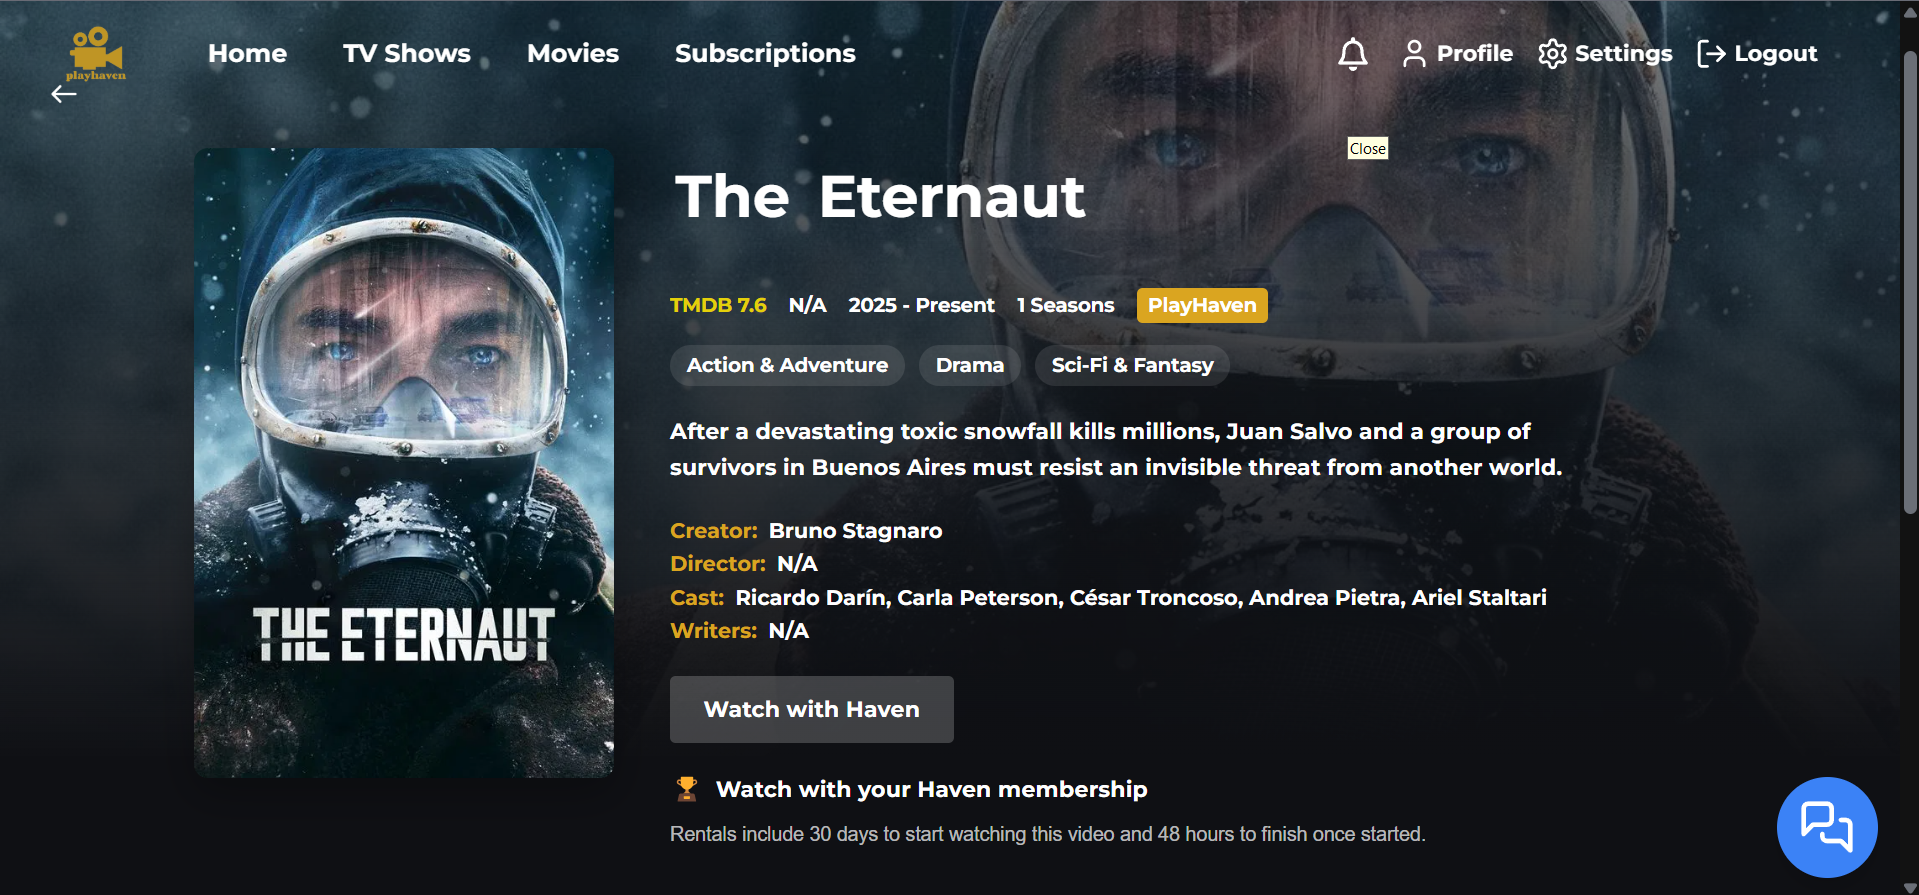 playhaven
Home
TV Shows
Movies
Subscriptions
Profile
Settings
Logout
Close
The Eternaut
TMDB 7.6
N/A
2025 - Present
1 Seasons
PlayHaven
Action & Adventure
Drama
Sci-Fi & Fantasy
After a devastating toxic snowfall kills millions, Juan Salvo and a group of
survivors in Buenos Aires must resist an invisible threat from another world.
Creator: Bruno Stagnaro
Director: N/A
Cast: Ricardo Darín, Carla Peterson, César Troncoso, Andrea Pietra, Ariel Staltari
Writers: N/A
THE ETERNAUT
Watch with Haven
Watch with your Haven membership
Rentals include 30 days to start watching this video and 48 hours to finish once started.